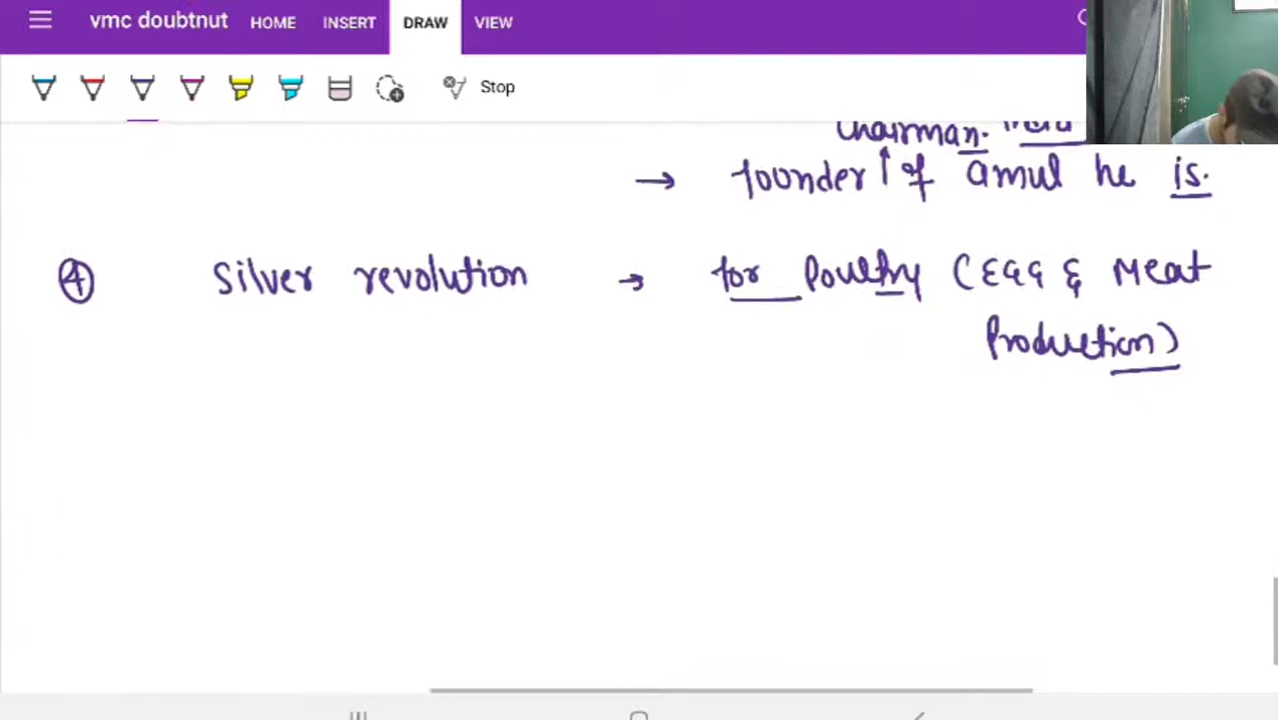 vmc doubtnut HOME INSERT DRAW VIEW
Stop
Chairman.
→ founder ↑ of amul he is.
④ Silver revolution → for Poultry (EGG & Meat
Production)